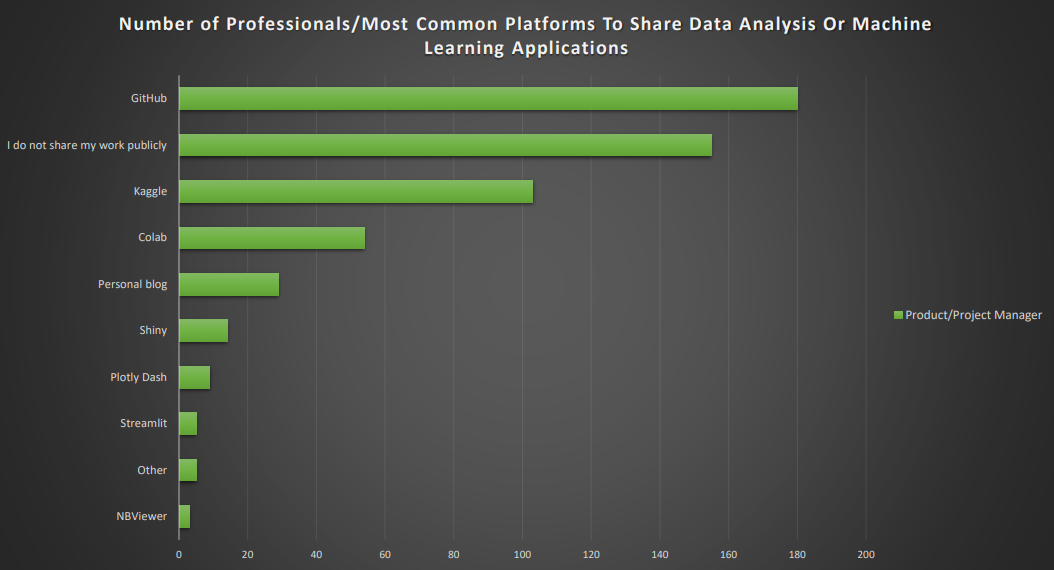 Number of Professionals/Most Common Platforms To Share Data Analysis Or Machine
Learning Applications
GitHub
I do not share my work publicly
Kaggle
Colab
Personal blog
Shiny
Plotly Dash
Streamlit
Other
NBViewer
0 20 40 60 80 100 120 140 160 180 200
Product/Project Manager